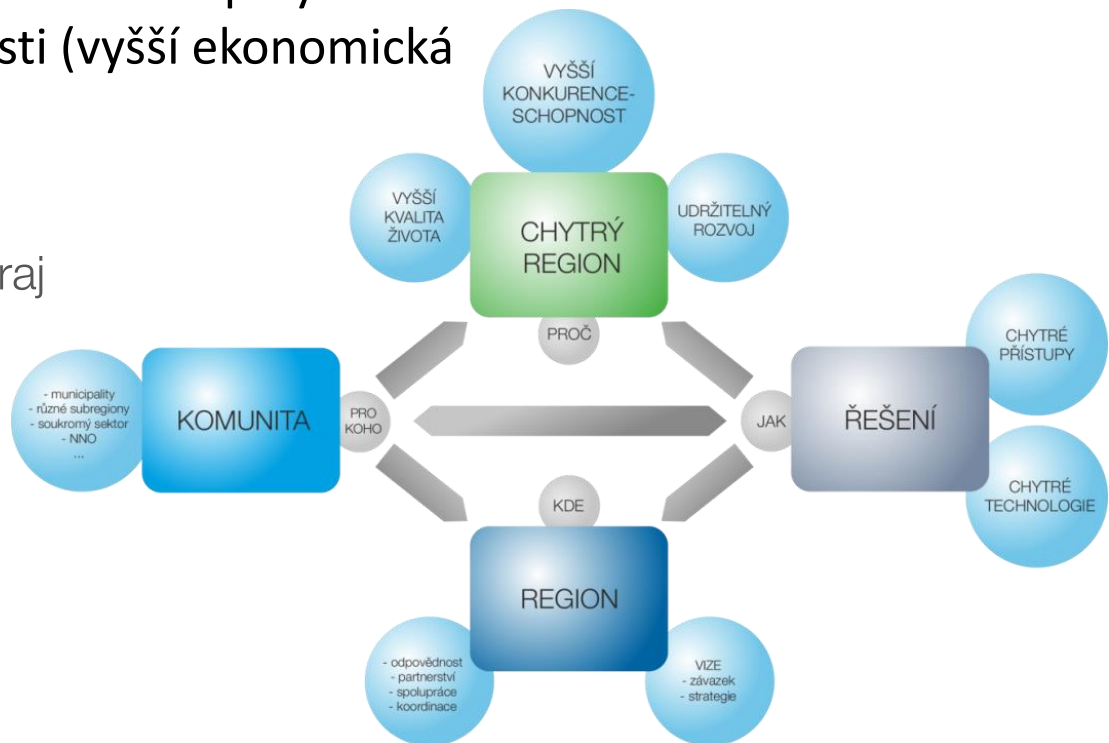 sti (vyšší ekonomická
VYŠŠÍ
KONKURENCE-
SCHOPNOST
VYŠŠÍ
KVALITA
ŽIVOTA
CHYTRÝ
REGION
UDRŽITELNÝ
ROZVOJ
raj
PROČ
CHYTRÉ
PŘÍSTUPY
- municipality
- různé subregiony
- soukromý sektor
- NNO
...
KOMUNITA
PRO
KOHO
JAK
ŘEŠENÍ
CHYTRÉ
TECHNOLOGIE
KDE
REGION
- odpovědnost
- partnerství
- spolupráce
- koordinace
VIZE
- závazek
- strategie